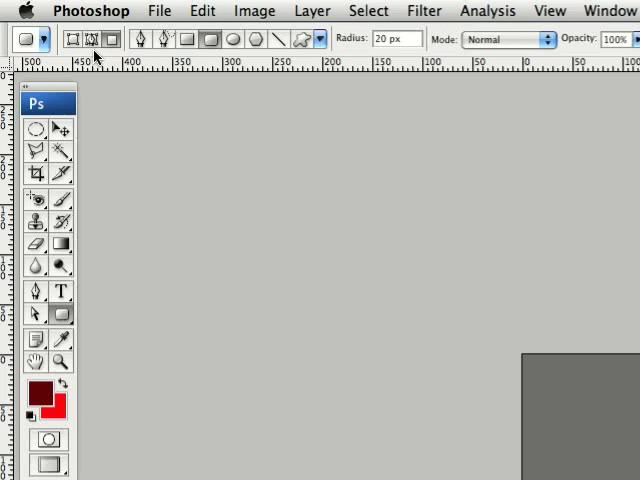 Photoshop File Edit Image Layer Select Filter Analysis View Window
Radius: 20 px Mode: Normal Opacity: 100%
500 450 400 350 300 250 200 150 100 50 0 50 100
Ps
T